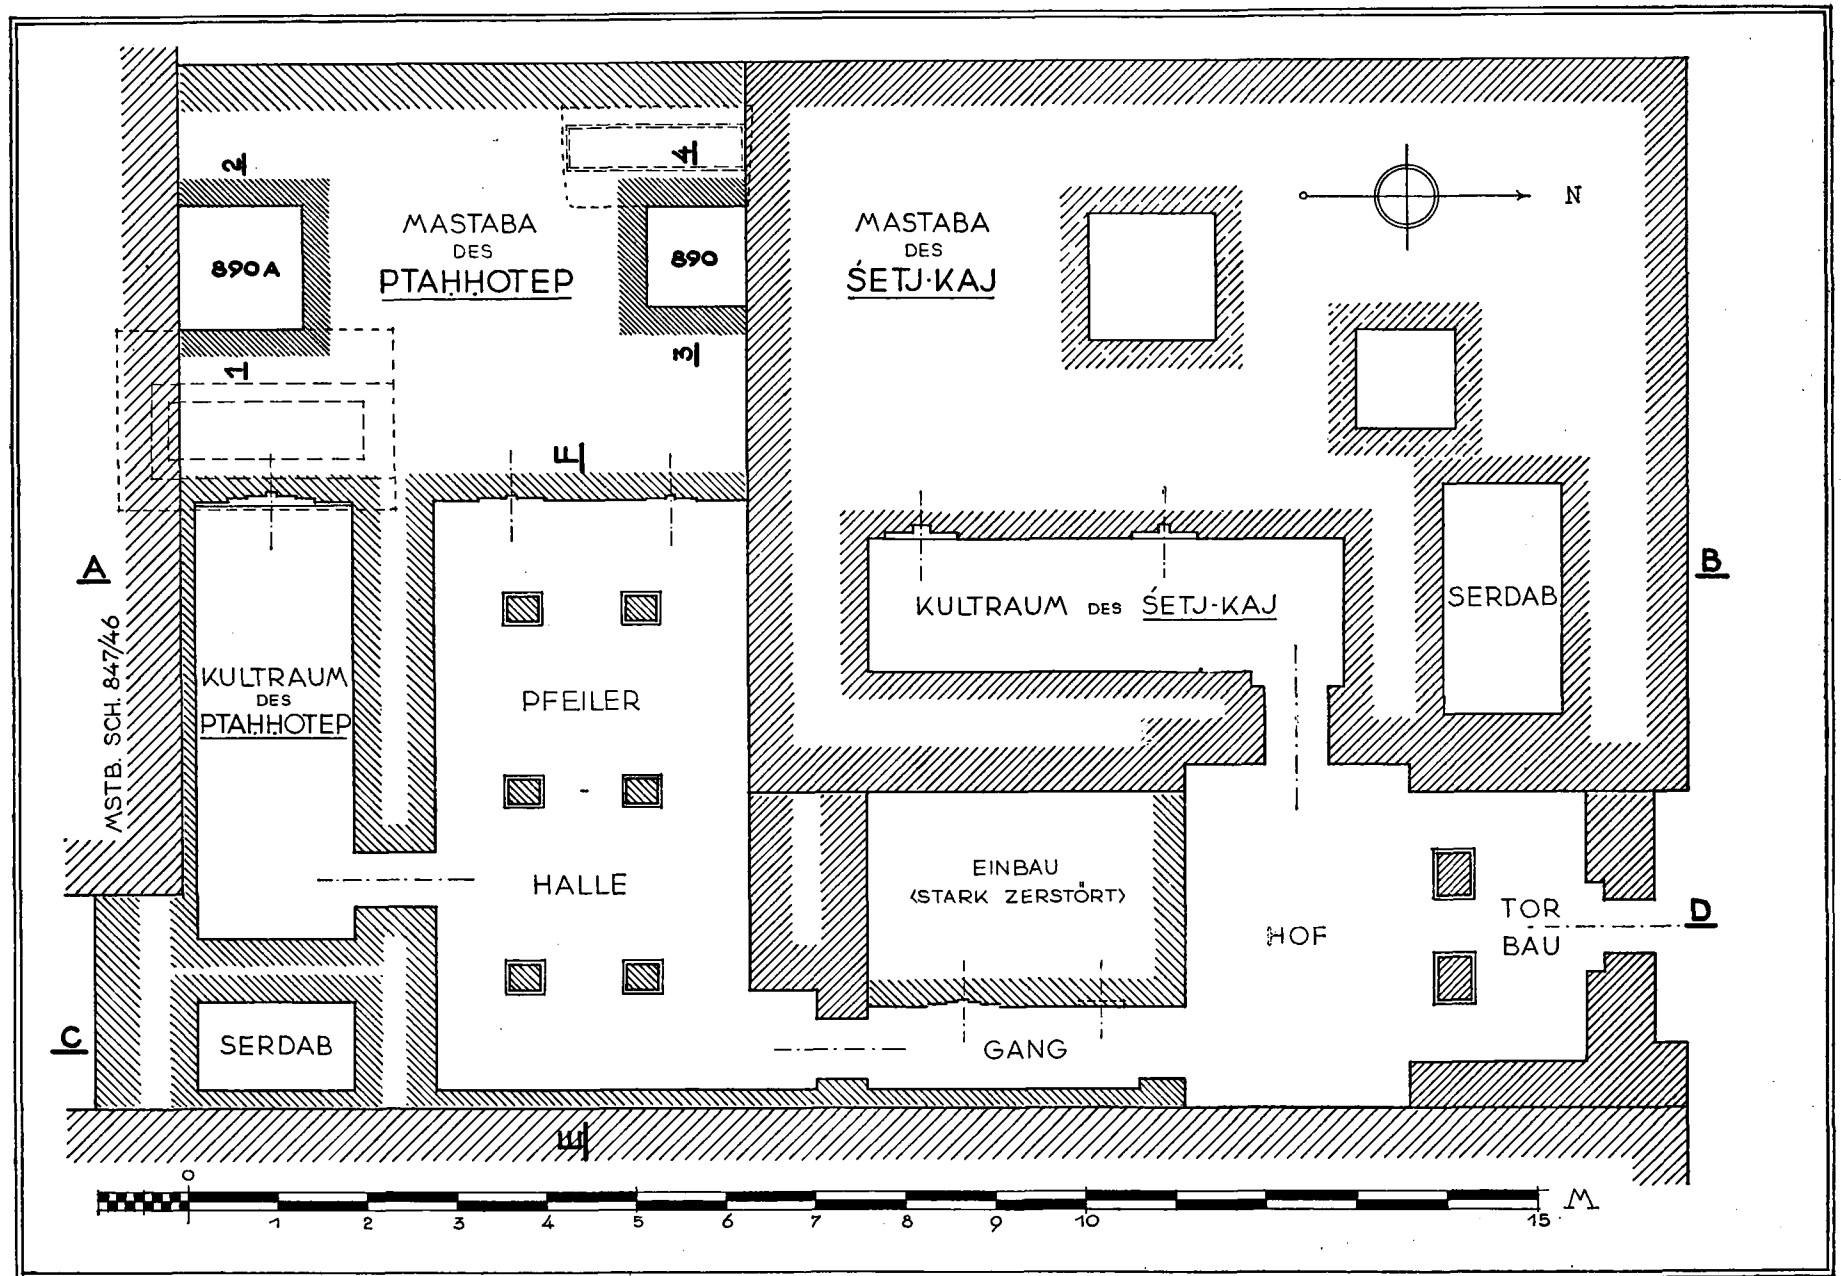 2
4
MASTABA
DES
PTAḤḤOTEP
890A
890
MASTABA
DES
ŚETJ·KAJ
N
1
3
F
A
B
MSTB. SCH. 847/46
KULTRAUM
DES
PTAḤḤOTEP
PFEILER
-
HALLE
KULTRAUM DES ŚETJ-KAJ
SERDAB
EINBAU
<STARK ZERSTÖRT>
HOF
TOR
BAU
D
C
SERDAB
GANG
E
0
1 2 3 4 5 6 7 8 9 10 15 M